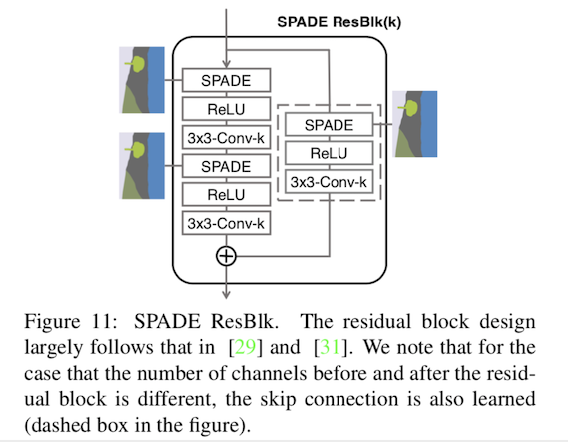 SPADE ResBlk(k)
SPADE
ReLU
3x3-Conv-k
SPADE
ReLU
3x3-Conv-k
SPADE
ReLU
3x3-Conv-k
Figure 11: SPADE ResBlk. The residual block design
largely follows that in [29] and [31]. We note that for the
case that the number of channels before and after the resid-
ual block is different, the skip connection is also learned
(dashed box in the figure).